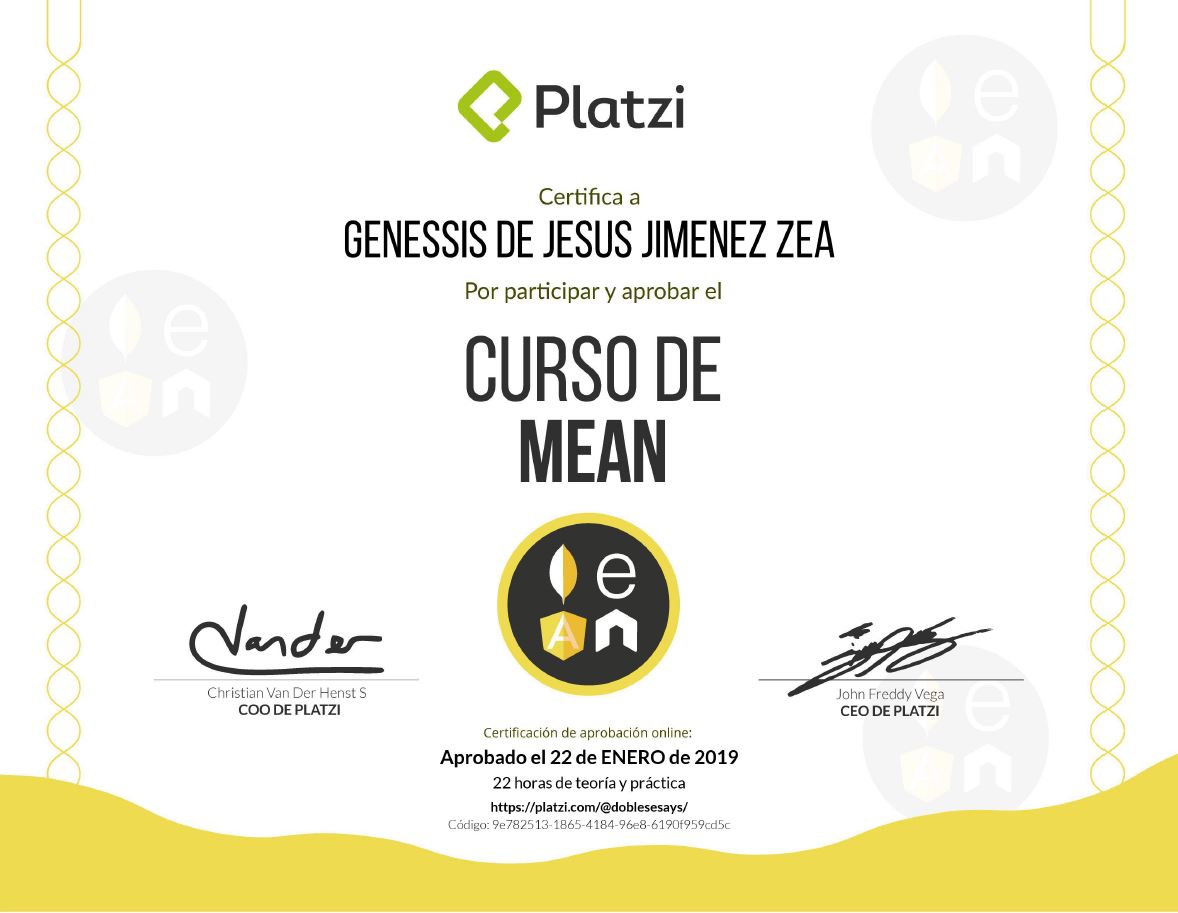 Platzi
Certifica a
GENESSIS DE JESUS JIMENEZ ZEA
Por participar y aprobar el
CURSO DE
MEAN
e
A
Vander
Christian Van Der Henst S
COO DE PLATZI
John Freddy Vega
CEO DE PLATZI
Certificación de aprobación online:
Aprobado el 22 de ENERO de 2019
22 horas de teoría y práctica
https://platzi.com/@doblesesays/
Código: 9e782513-1865-4184-96e8-6190f959cd5c